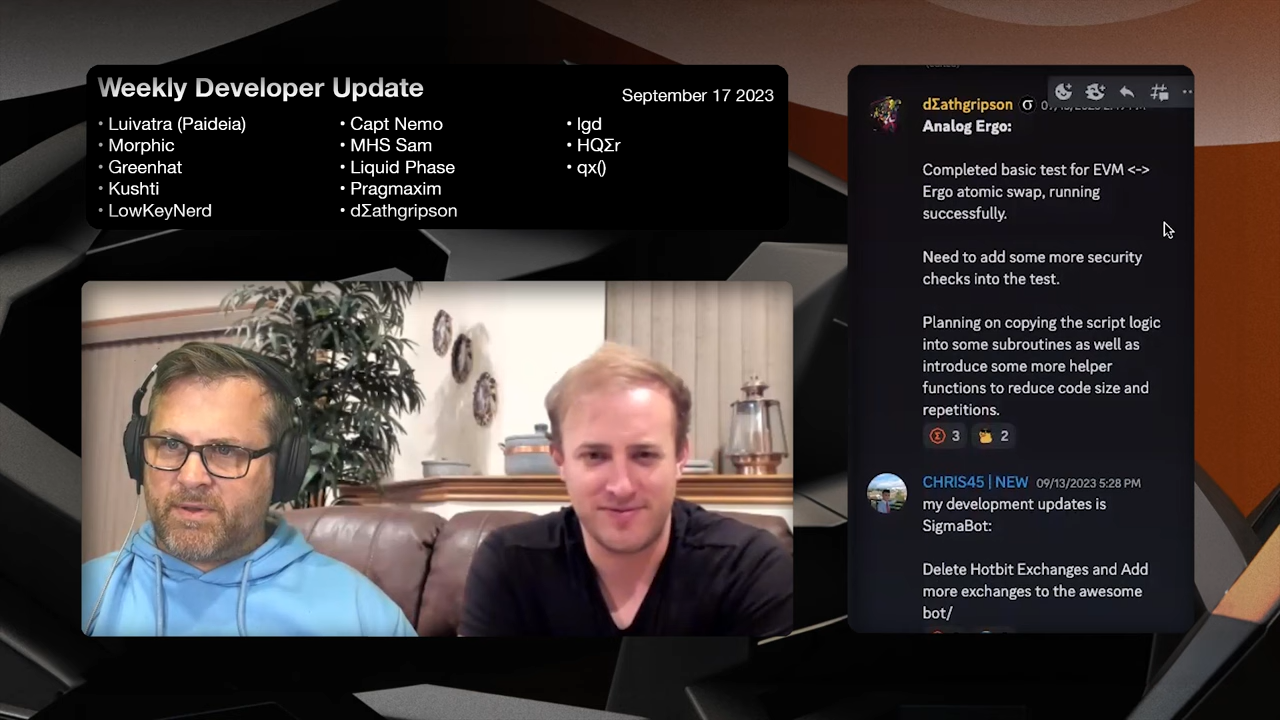 Weekly Developer Update
September 17 2023
• Luivatra (Paideia)
• Morphic
• Greenhat
• Kushti
• LowKeyNerd
• Capt Nemo
• MHS Sam
• Liquid Phase
• Pragmaxim
• dΣathgripson
• lgd
• HQΣr
• qx()
dΣathgripson σ
Analog Ergo:
Completed basic test for EVM <->
Ergo atomic swap, running
successfully.
Need to add some more security
checks into the test.
Planning on copying the script logic
into some subroutines as well as
introduce some more helper
functions to reduce code size and
repetitions.
Σ 3 2
CHRIS45 | NEW 09/13/2023 5:28 PM
my development updates is
SigmaBot:
Delete Hotbit Exchanges and Add
more exchanges to the awesome
bot/